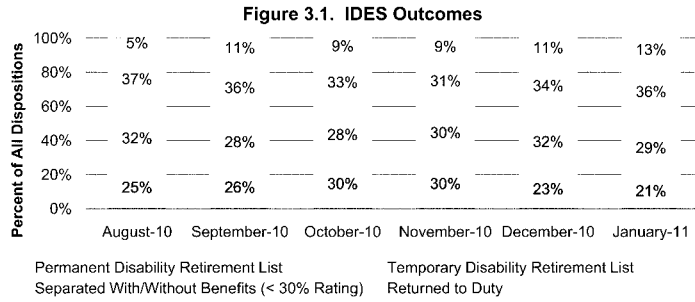 Figure 3.1. IDES Outcomes
Percent of All Dispositions
100%
80%
60%
40%
20%
0%
5% 11% 9% 9% 11% 13%
37% 36% 33% 31% 34% 36%
32% 28% 28% 30% 32% 29%
25% 26% 30% 30% 23% 21%
August-10 September-10 October-10 November-10 December-10 January-11
Permanent Disability Retirement List Temporary Disability Retirement List
Separated With/Without Benefits (< 30% Rating) Returned to Duty